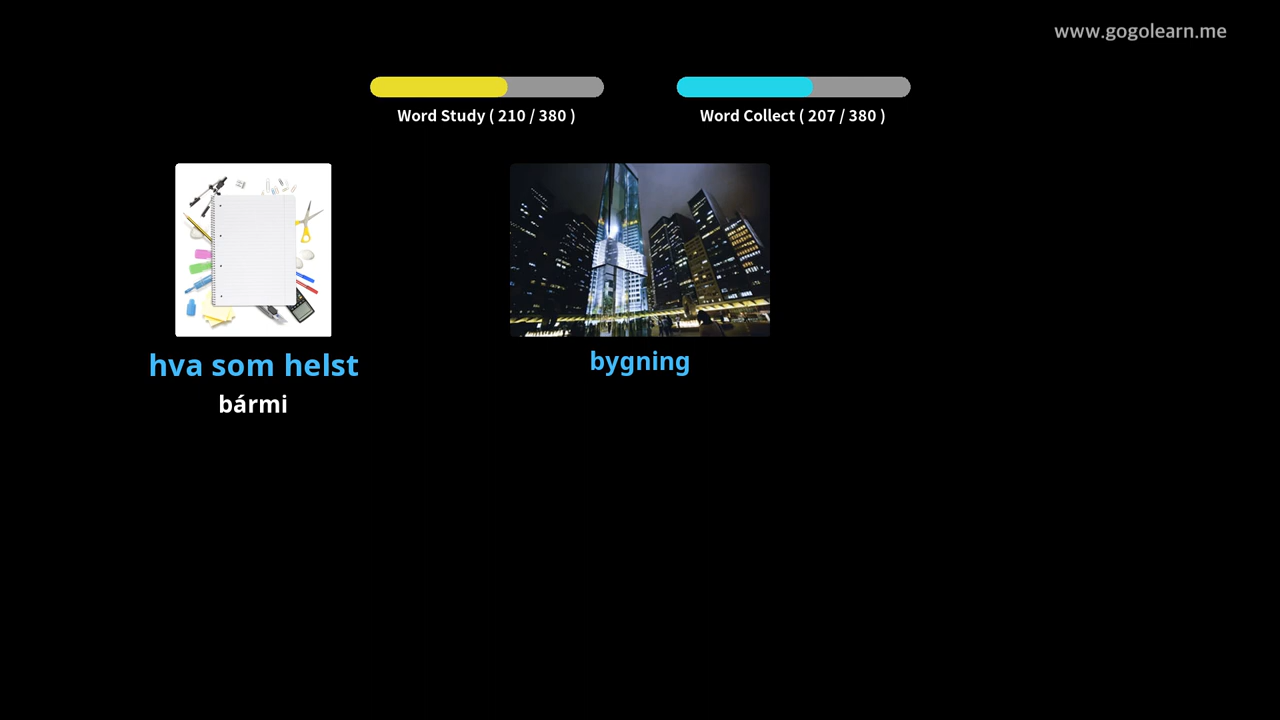 www.gogolearn.me
Word Study ( 210 / 380 )
Word Collect ( 207 / 380 )
hva som helst
bármi
bygning